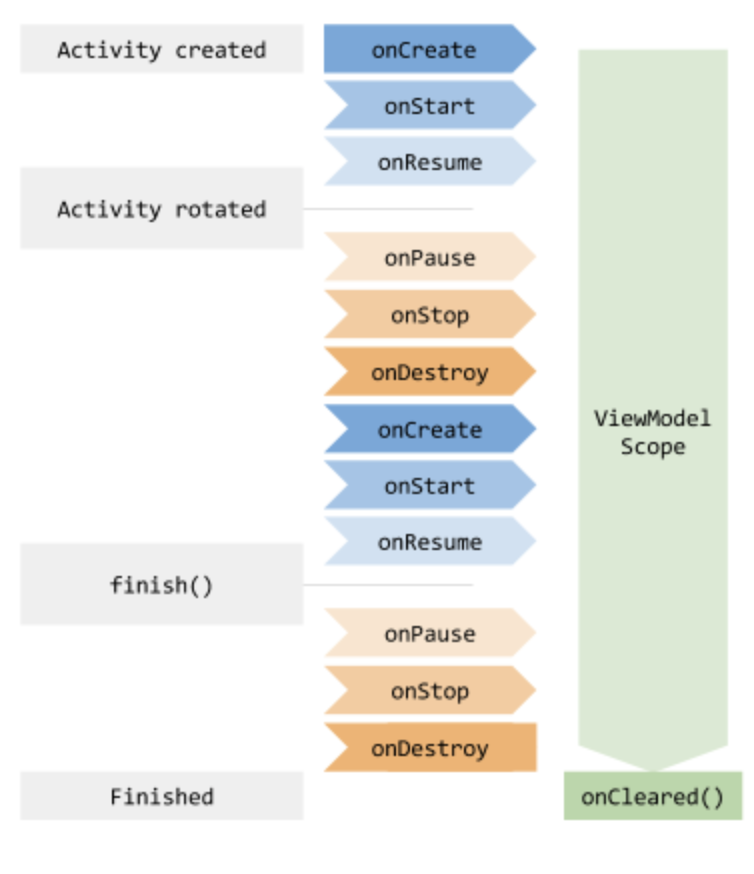 Activity created
onCreate
onStart
onResume
Activity rotated
onPause
onStop
onDestroy
onCreate
onStart
onResume
finish()
onPause
onStop
onDestroy
Finished
ViewModel
Scope
onCleared()